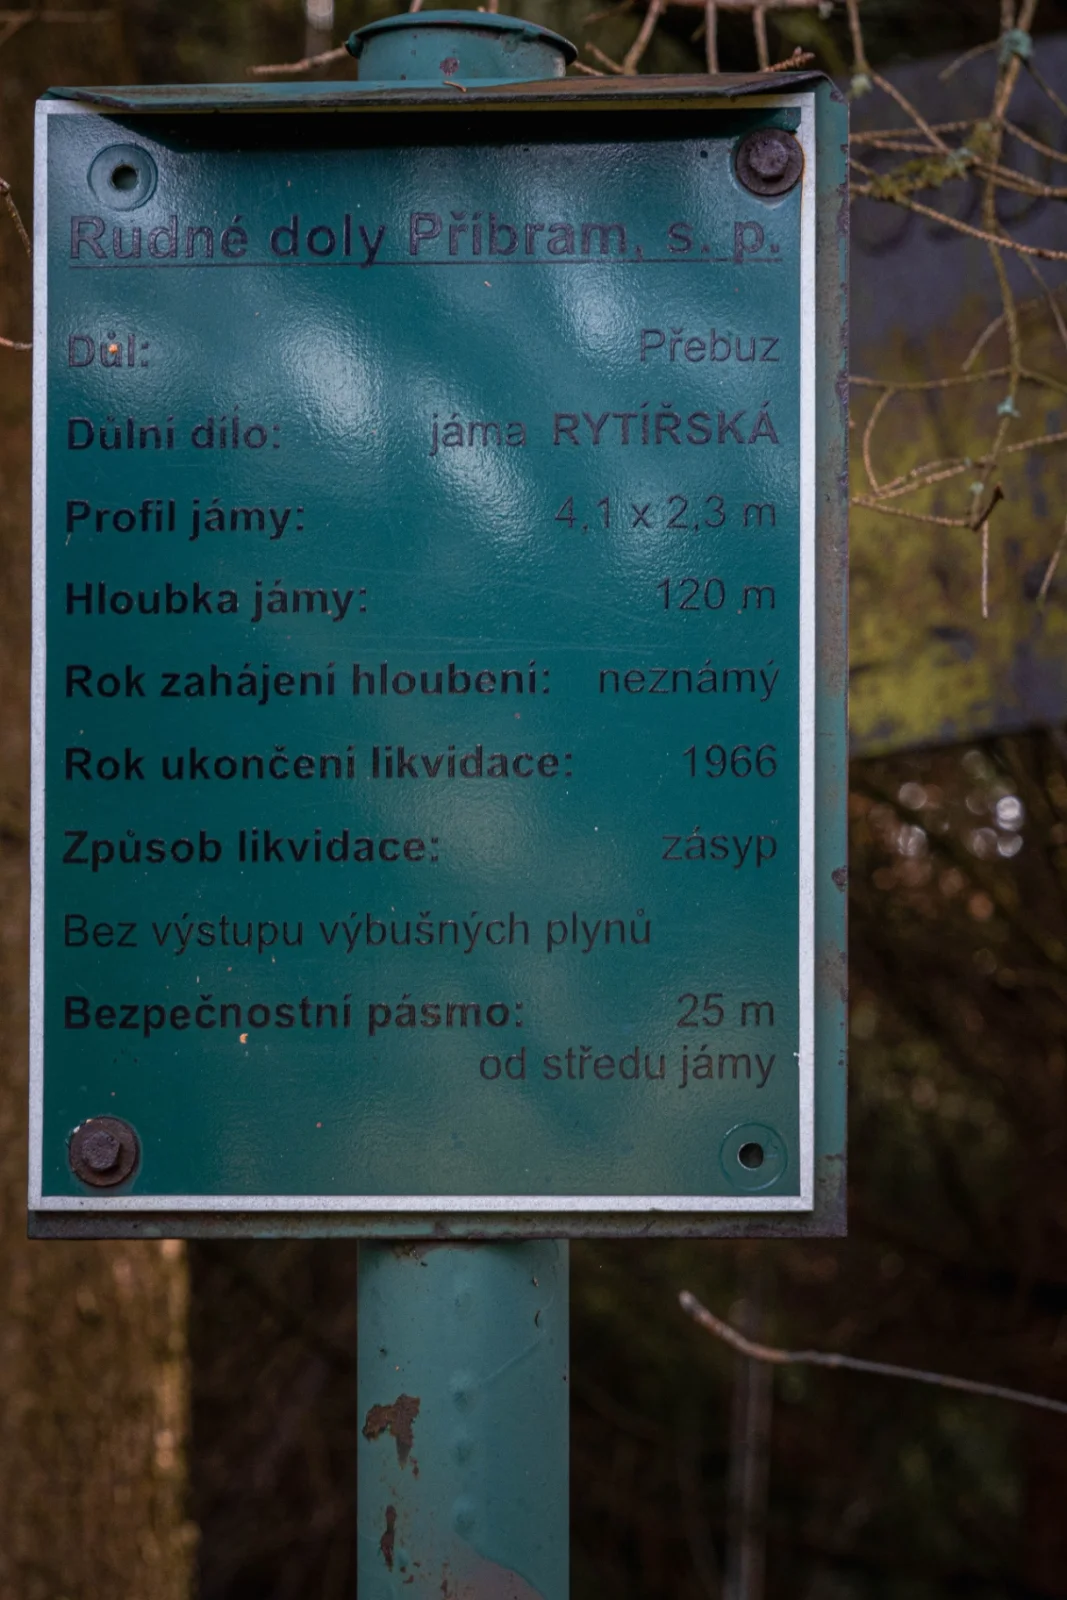 Rudné doly Příbram, s. p.
Důl: Přebuz
Důlní dílo: jáma RYTÍŘSKÁ
Profil jámy: 4,1 x 2,3 m
Hloubka jámy: 120 m
Rok zahájení hloubení: neznámý
Rok ukončení likvidace: 1966
Způsob likvidace: zásyp
Bez výstupu výbušných plynů
Bezpečnostní pásmo: 25 m
od středu jámy